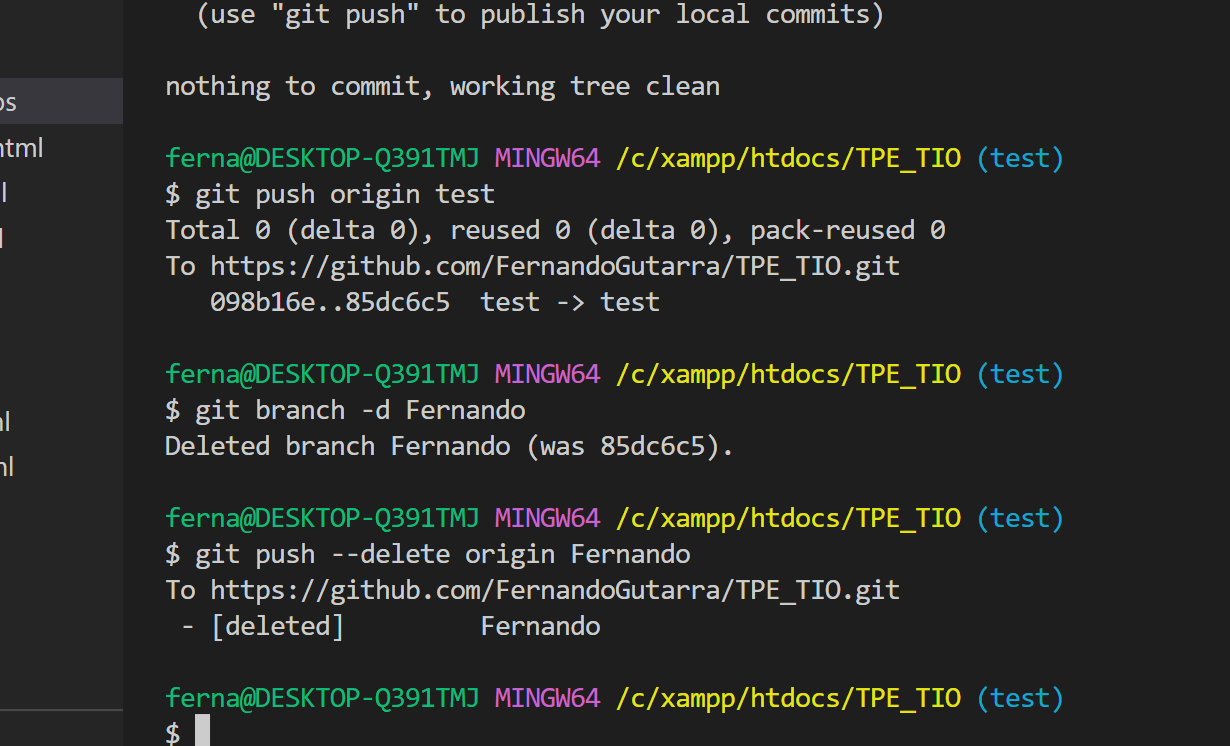 (use "git push" to publish your local commits)
nothing to commit, working tree clean
os
html
l
l
l
ml
ferna@DESKTOP-Q391TMJ MINGW64 /c/xampp/htdocs/TPE_TIO (test)
$ git push origin test
Total 0 (delta 0), reused 0 (delta 0), pack-reused 0
To https://github.com/FernandoGutarra/TPE_TIO.git
098b16e..85dc6c5  test -> test
ferna@DESKTOP-Q391TMJ MINGW64 /c/xampp/htdocs/TPE_TIO (test)
$ git branch -d Fernando
Deleted branch Fernando (was 85dc6c5).
ferna@DESKTOP-Q391TMJ MINGW64 /c/xampp/htdocs/TPE_TIO (test)
$ git push --delete origin Fernando
To https://github.com/FernandoGutarra/TPE_TIO.git
- [deleted]         Fernando
ferna@DESKTOP-Q391TMJ MINGW64 /c/xampp/htdocs/TPE_TIO (test)
$